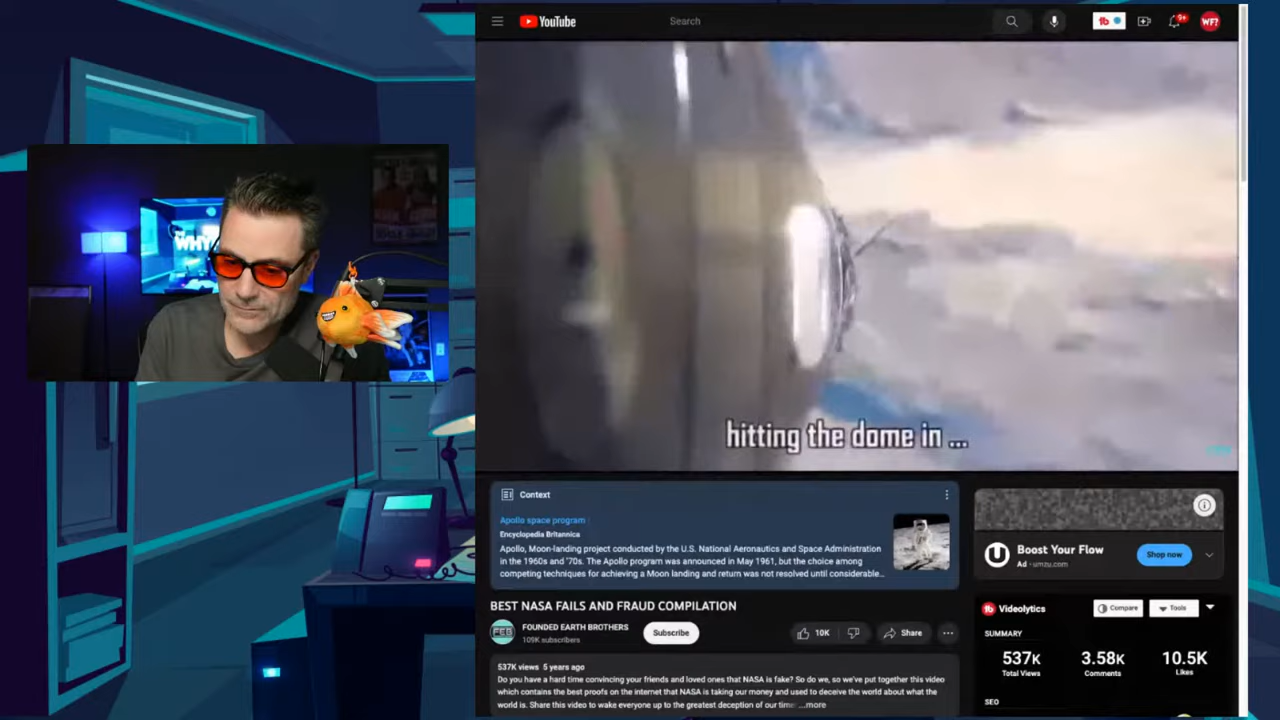 YouTube
Search
9+
WF?
WHY
hitting the dome in ...
Context
Apollo space program
Encyclopedia Britannica
Apollo, Moon-landing project conducted by the U.S. National Aeronautics and Space Administration
in the 1960s and '70s. The Apollo program was announced in May 1961, but the choice among
competing techniques for achieving a Moon landing and return was not resolved until considerable...
Boost Your Flow
Ad · umzu.com
Shop now
BEST NASA FAILS AND FRAUD COMPILATION
FEB
FOUNDED EARTH BROTHERS
109K subscribers
Subscribe
10K
Share
537K views 5 years ago
Do you have a hard time convincing your friends and loved ones that NASA is fake? So do we, so we've put together this video
which contains the best proofs on the internet that NASA is taking our money and used to deceive the world about what the
world is. Share this video to wake everyone up to the greatest deception of our time! ...more
tb Videolytics
Compare
Tools
SUMMARY
537K
3.58K
10.5K
Total Views
Comments
Likes
SEO